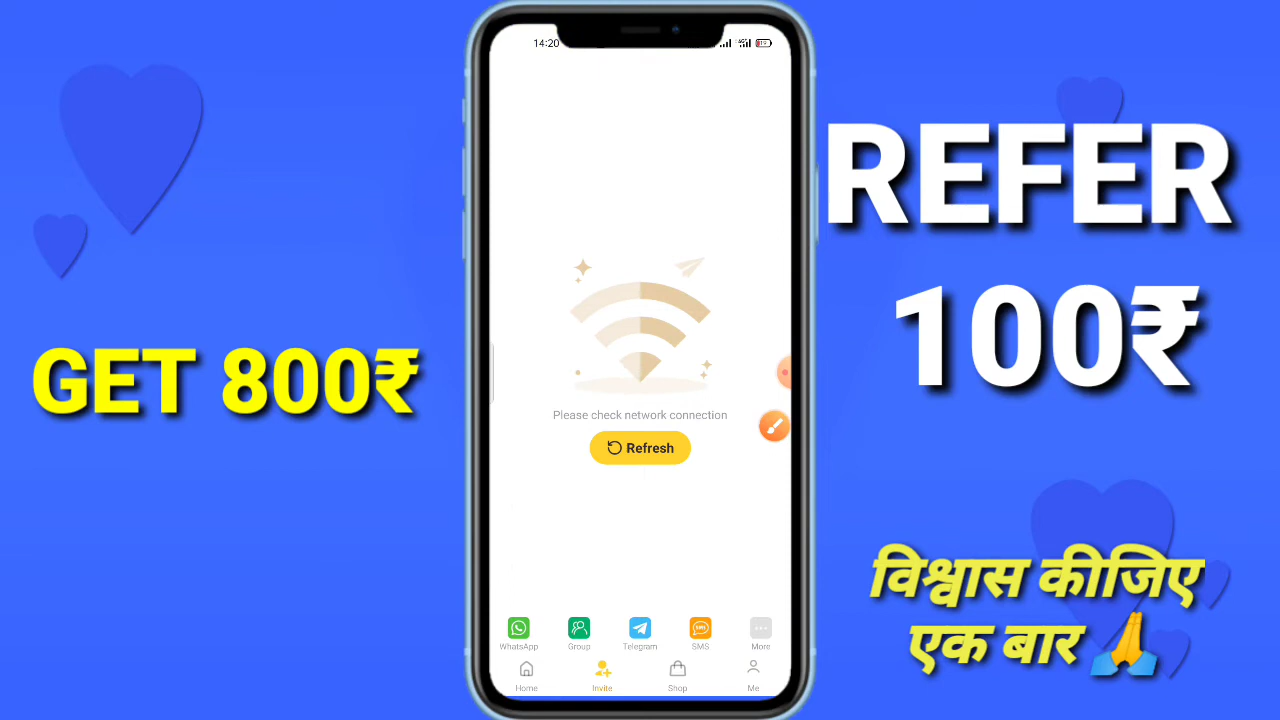 14:20
REFER
100₹
GET 800₹
Please check network connection
Refresh
विश्वास कीजिए
एक बार 🙏
WhatsApp
Group
Telegram
SMS
SMS
More
Home
Invite
Shop
Me